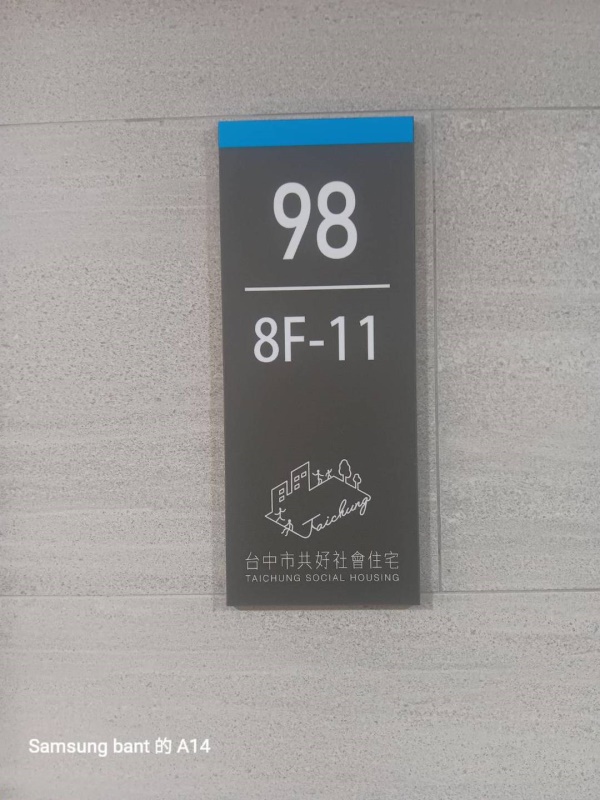 98
8F-11
Taichung
台中市共好社會住宅
TAICHUNG SOCIAL HOUSING
Samsung bant 的 A14